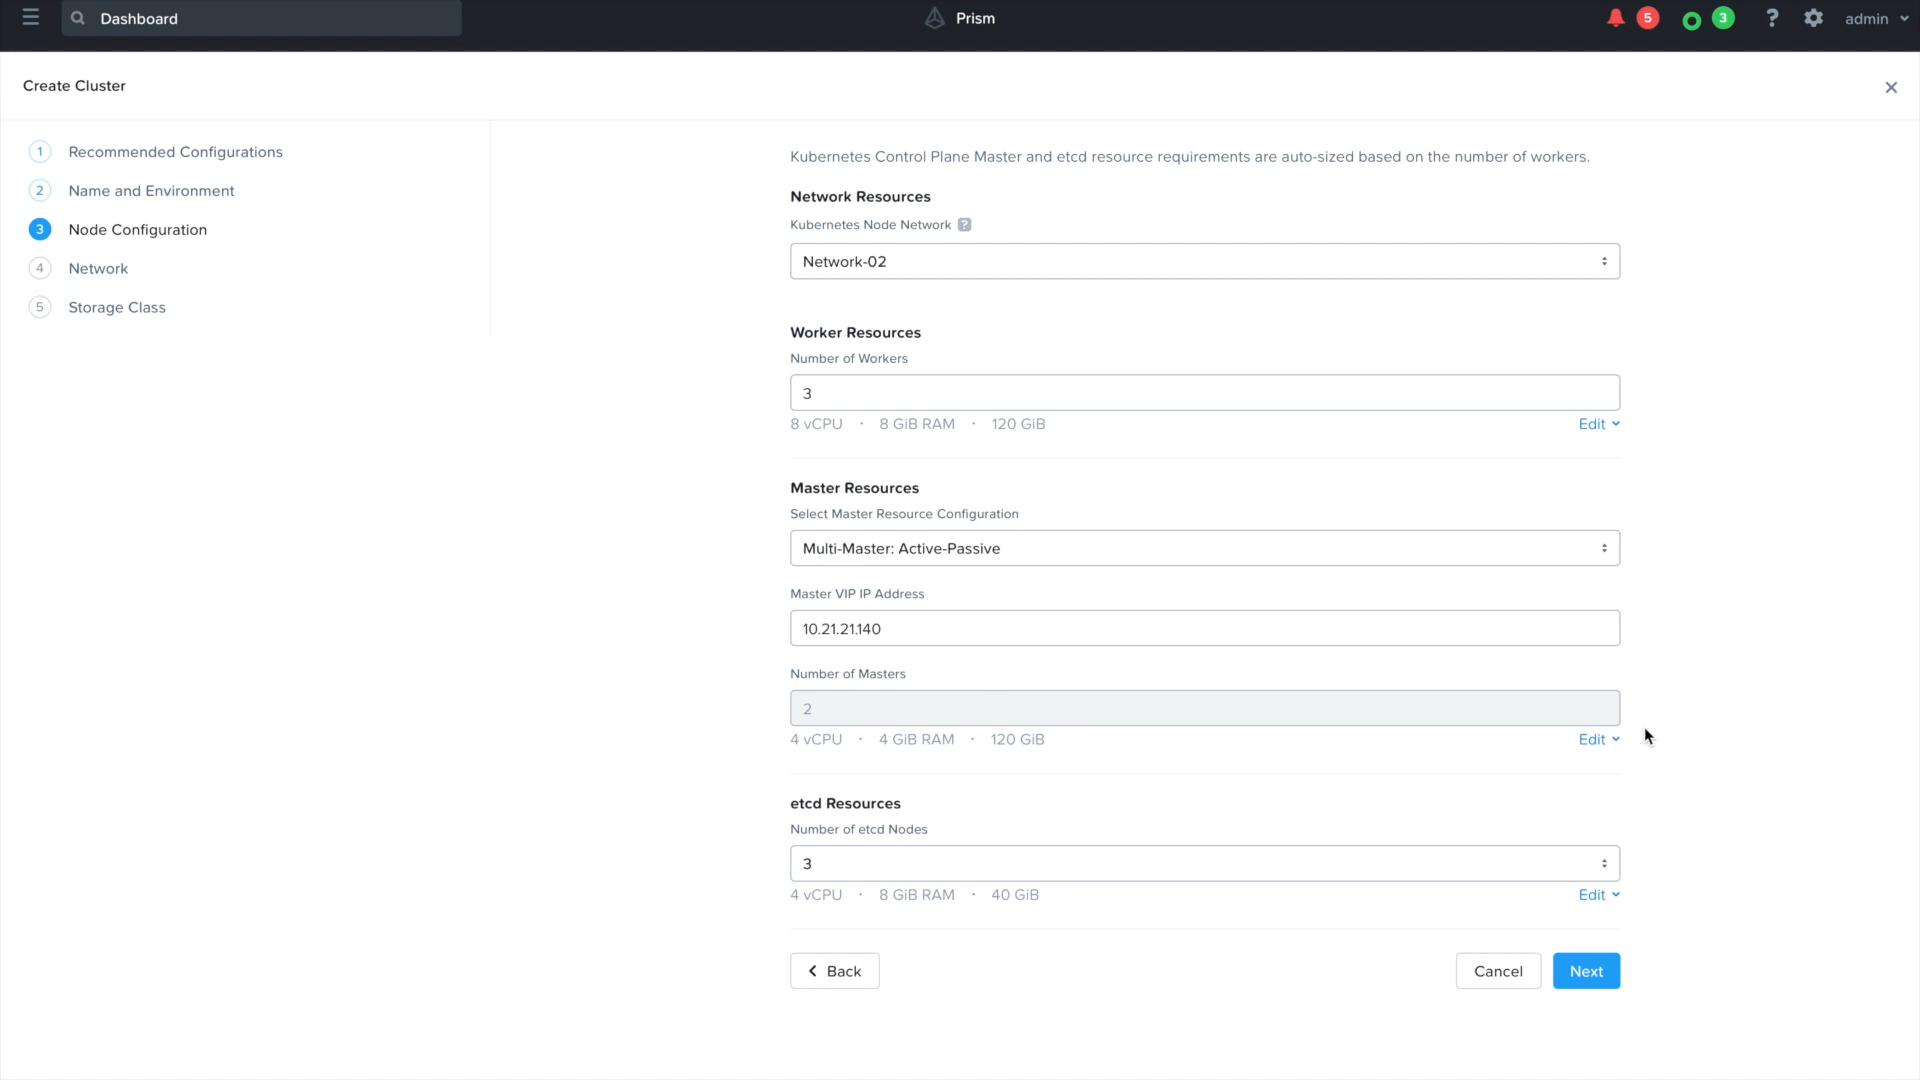 Dashboard
Prism
5
3
?
admin
Create Cluster
1 Recommended Configurations
2 Name and Environment
3 Node Configuration
4 Network
5 Storage Class
Kubernetes Control Plane Master and etcd resource requirements are auto-sized based on the number of workers.
Network Resources
Kubernetes Node Network ?
Network-02
Worker Resources
Number of Workers
3
8 vCPU · 8 GiB RAM · 120 GiB Edit
Master Resources
Select Master Resource Configuration
Multi-Master: Active-Passive
Master VIP IP Address
10.21.21.140
Number of Masters
2
4 vCPU · 4 GiB RAM · 120 GiB Edit
etcd Resources
Number of etcd Nodes
3
4 vCPU · 8 GiB RAM · 40 GiB Edit
Back Cancel Next